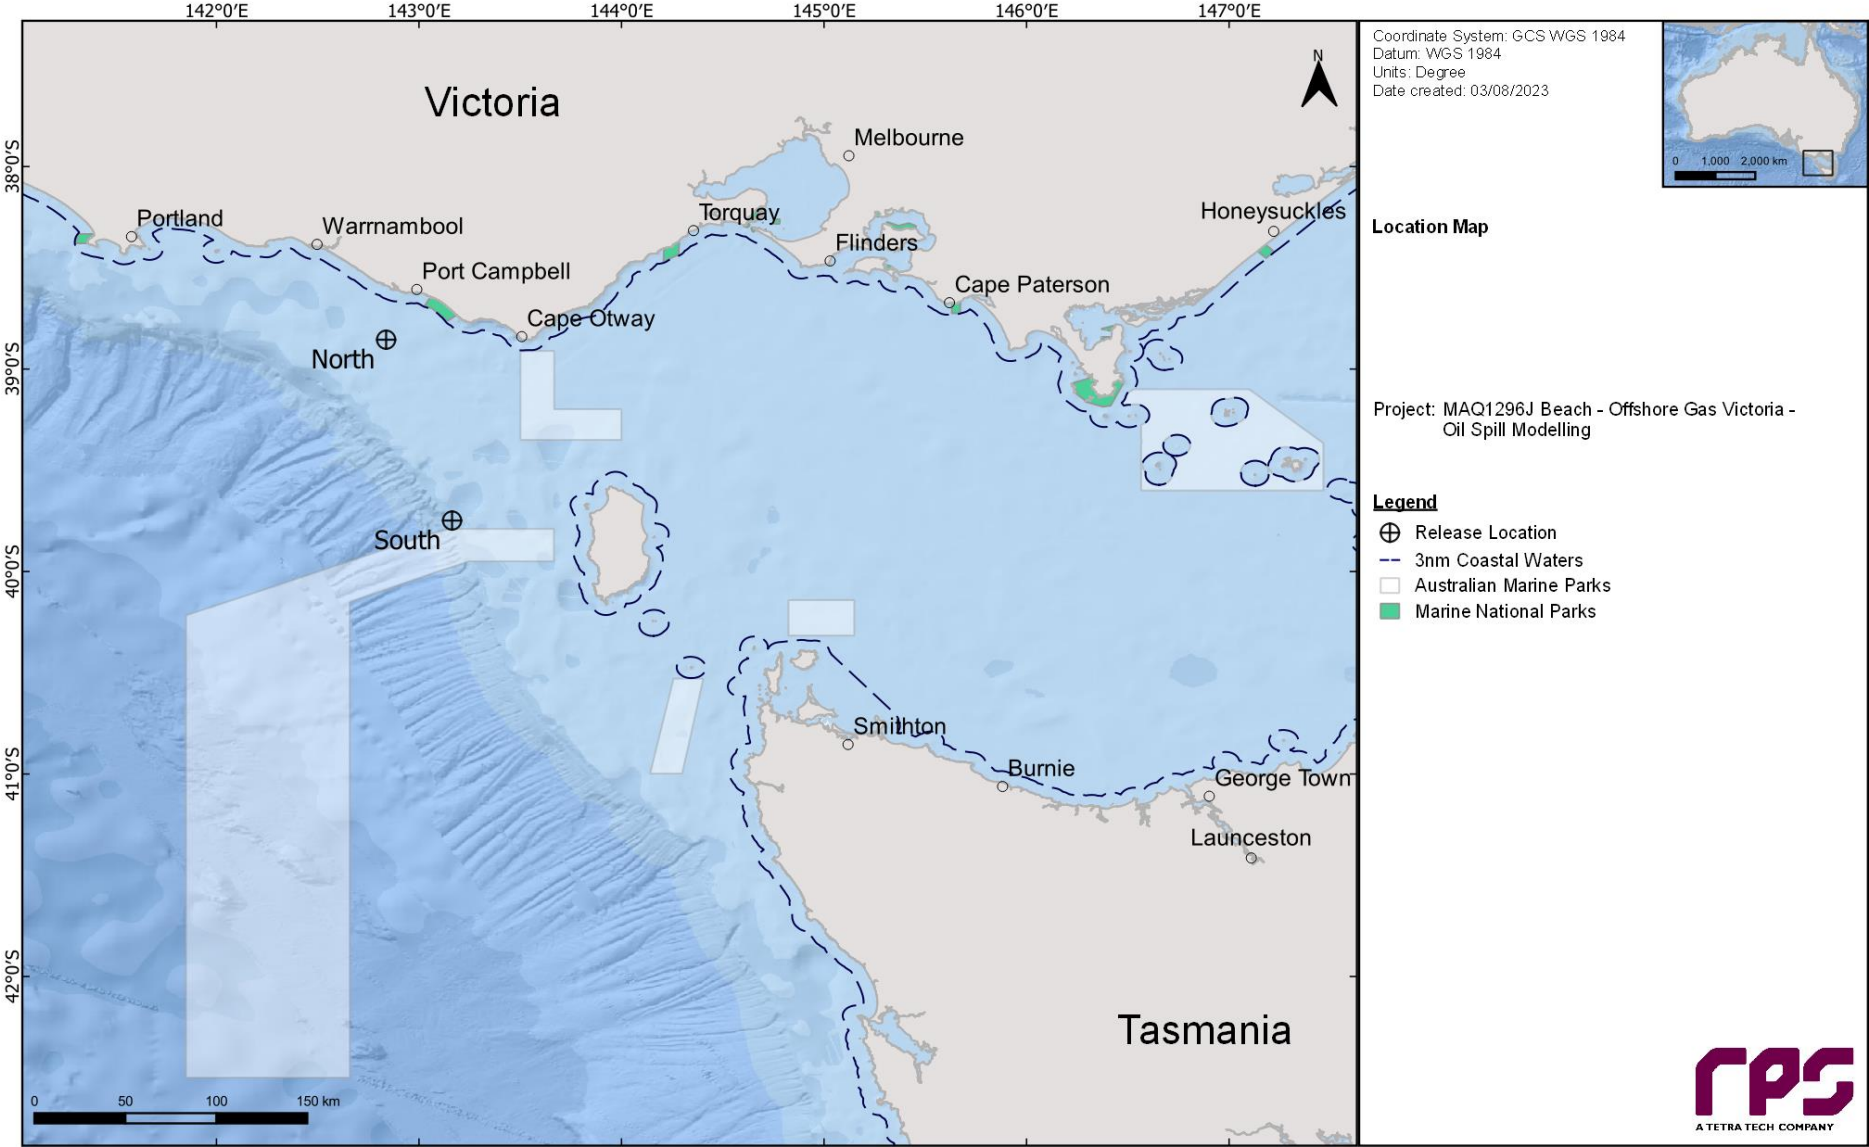 142°0'E
143°0'E
144°0'E
145°0'E
146°0'E
147°0'E
38°0'S
39°0'S
40°0'S
41°0'S
42°0'S
N
Victoria
Melbourne
Portland
Warrnambool
Torquay
Honeysuckles
Flinders
Port Campbell
Cape Paterson
Cape Otway
North
South
Smithton
Burnie
George Town
Launceston
Tasmania
0 50 100 150 km
Coordinate System: GCS WGS 1984
Datum: WGS 1984
Units: Degree
Date created: 03/08/2023
0 1,000 2,000 km
Location Map
Project: MAQ1296J Beach - Offshore Gas Victoria -
Oil Spill Modelling
Legend
Release Location
3nm Coastal Waters
Australian Marine Parks
Marine National Parks
rps
A TETRA TECH COMPANY